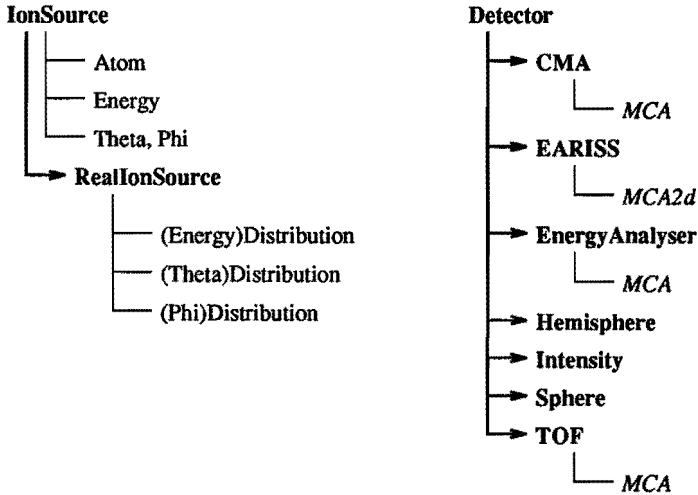 IonSource
Atom
Energy
Theta, Phi
RealIonSource
(Energy)Distribution
(Theta)Distribution
(Phi)Distribution
Detector
CMA
MCA
EARISS
MCA2d
EnergyAnalyser
MCA
Hemisphere
Intensity
Sphere
TOF
MCA